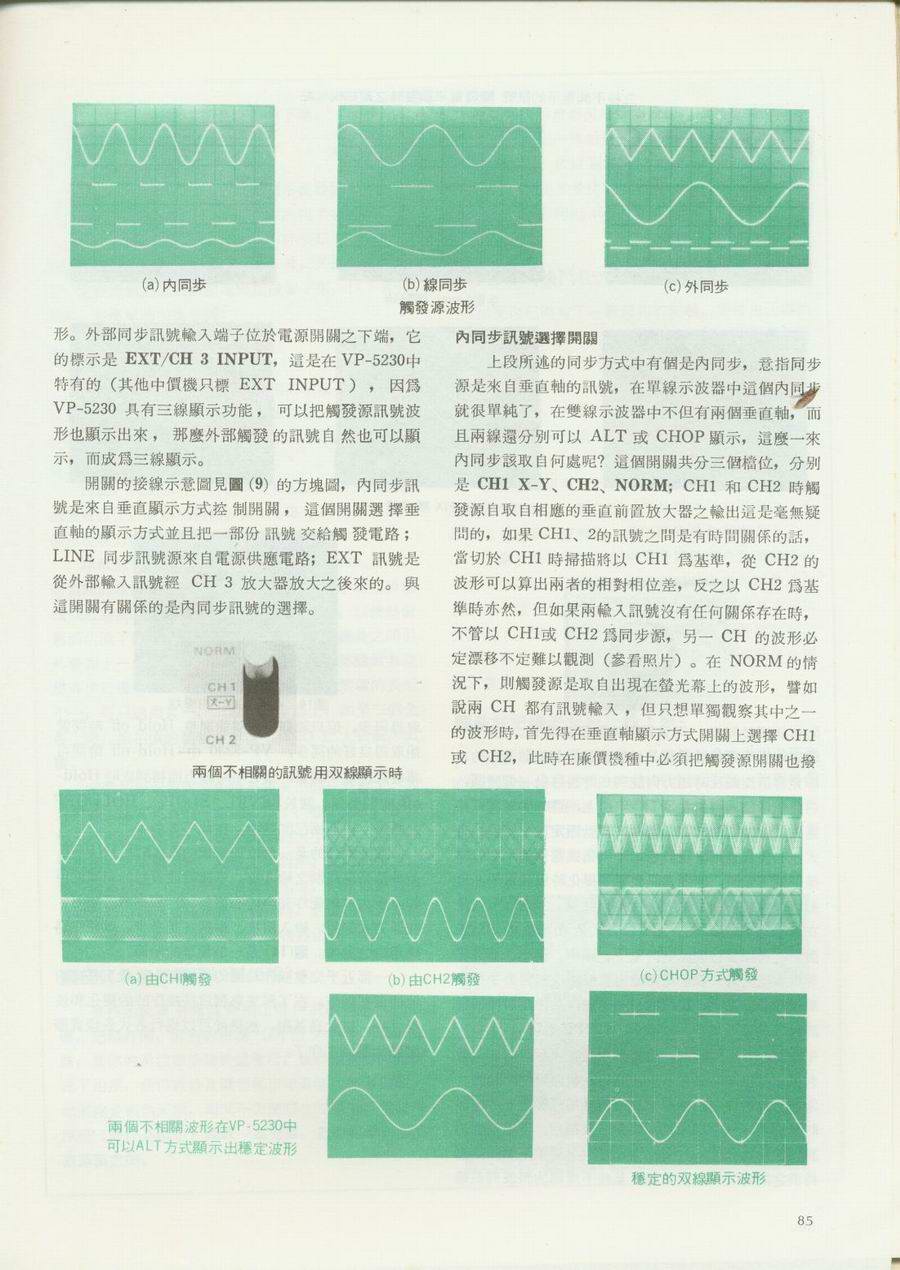 (a)內同步
(b)線同步
(c)外同步
觸發源波形
形。外部同步訊號輸入端子位於電源開關之下端，它
的標示是 EXT/CH 3 INPUT，這是在 VP-5230中
特有的（其他中價機只標 EXT INPUT），因為
VP-5230 具有三線顯示功能，可以把觸發源訊號波
形也顯示出來，那麼外部觸發的訊號自然也可以顯
示，而成為三線顯示。
開關的接線示意圖見圖 (9) 的方塊圖，內同步訊
號是來自垂直顯示方式控制開關，這個開關選擇垂
直軸的顯示方式並且把一部份訊號交給觸發電路；
LINE 同步訊號源來自電源供應電路；EXT 訊號是
從外部輸入訊號經 CH 3 放大器放大之後來的。與
這開關有關係的是內同步訊號的選擇。
NORM
CH 1
X-Y
CH 2
內同步訊號選擇開關
上段所述的同步方式中有個是內同步，意指同步
源是來自垂直軸的訊號，在單線示波器中這個內同步
就很單純了，在雙線示波器中不但有兩個垂直軸，而
且兩線還分別可以 ALT 或 CHOP 顯示，這麼一來
內同步該取自何處呢？這個開關共分三個檔位，分別
是 CH1 X-Y、CH2、NORM；CH1 和 CH2 時觸
發源自取自相應的垂直前置放大器之輸出這是毫無疑
問的，如果 CH1、2的訊號之間是有時間關係的話，
當切於 CH1 時掃描將以 CH1 為基準，從 CH2 的
波形可以算出兩者的相對相位差，反之以 CH2 為基
準時亦然，但如果兩輸入訊號沒有任何關係存在時，
不管以 CH1或 CH2 為同步源，另一 CH 的波形必
定漂移不定難以觀測（參看照片）。在 NORM 的情
況下，則觸發源是取自出現在螢光幕上的波形，譬如
說兩 CH 都有訊號輸入，但只想單獨觀察其中之一
的波形時，首先得在垂直軸顯示方式開關上選擇 CH1
或 CH2，此時在廉價機種中必須把觸發源開關也撥
兩個不相關的訊號用双線顯示時
(a)由CH1觸發
(b)由CH2觸發
(c)CHOP方式觸發
兩個不相關波形在VP-5230中
可以ALT方式顯示出穩定波形
穩定的双線顯示波形
85